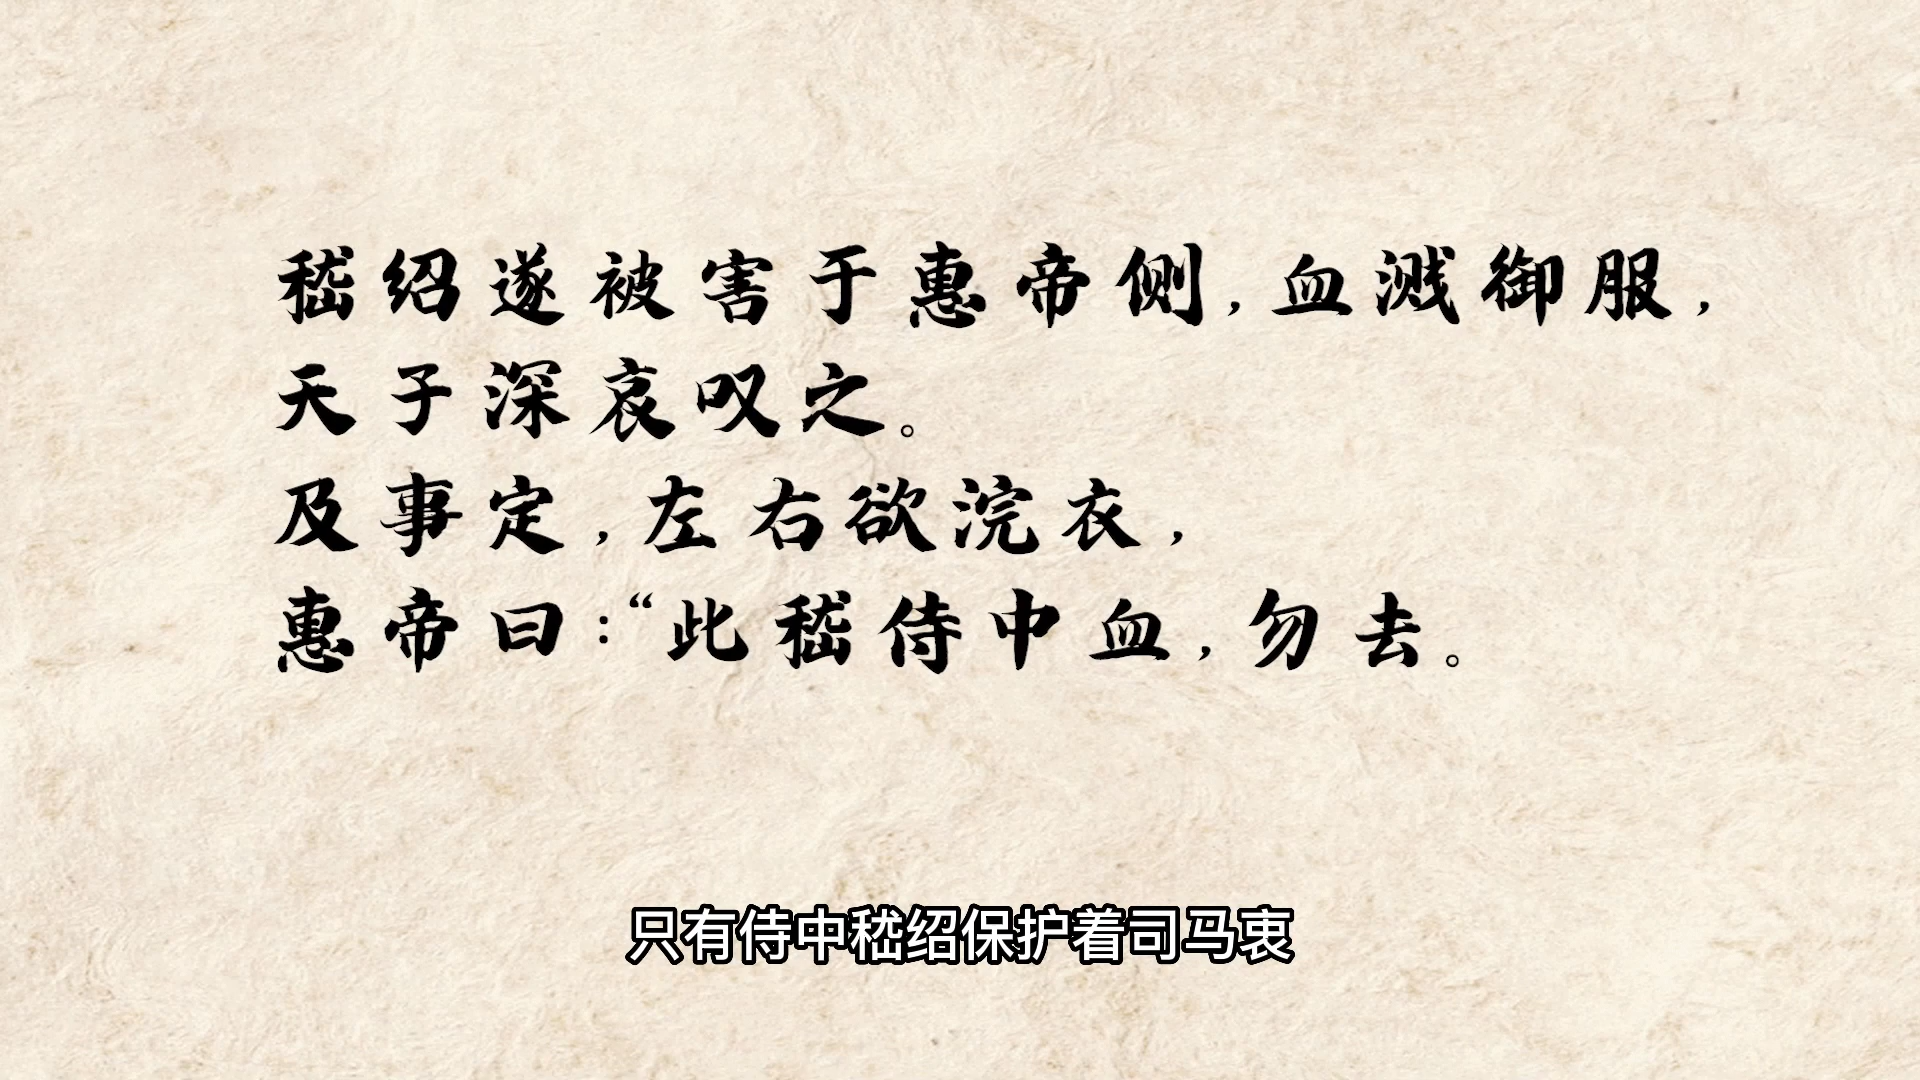 嵇绍遂被害于惠帝侧，血溅御服，
天子深哀叹之。
及事定，左右欲浣衣，
惠帝曰：“此嵇侍中血，勿去。
只有侍中嵇绍保护着司马衷